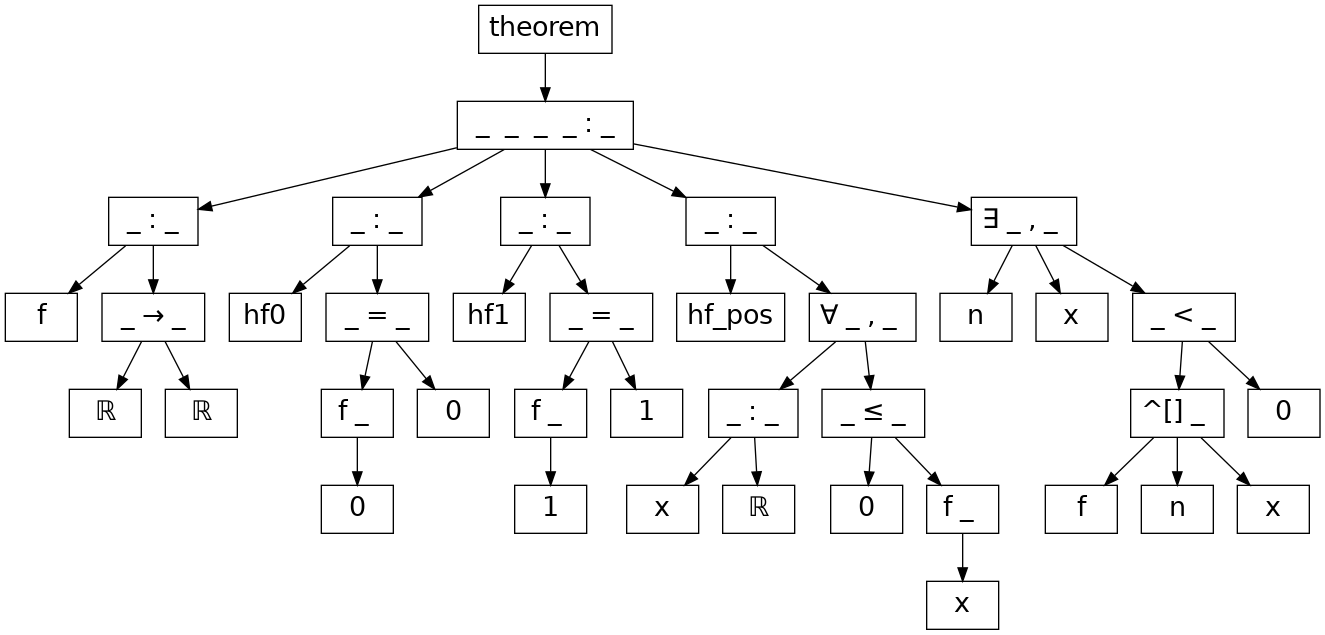 theorem
_ _ _ _ : _
_ : _ _ : _ _ : _ _ : _ ∃ _ , _
f _ → _ hf0 _ = _ hf1 _ = _ hf_pos ∀ _ , _ n x _ < _
ℝ ℝ f _ 0 f _ 1 _ : _ _ ≤ _ ^[] _ 0
0 1 x ℝ 0 f _ f n x
x